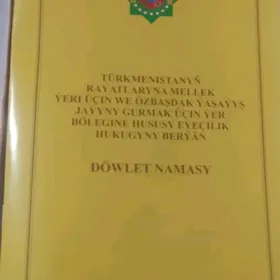 TÜRKMENISTANYŇ
RAÝATLARYNA MELLEK
ÝERI ÜÇIN WE ÖZBAŞDAK ÝAŞAÝYŞ
JAÝYNY GURMAK ÜÇIN ÝER
BÖLEGINE HUSUSY EÝEÇILIK
HUKUGYNY BERÝÄN
DÖWLET NAMASY